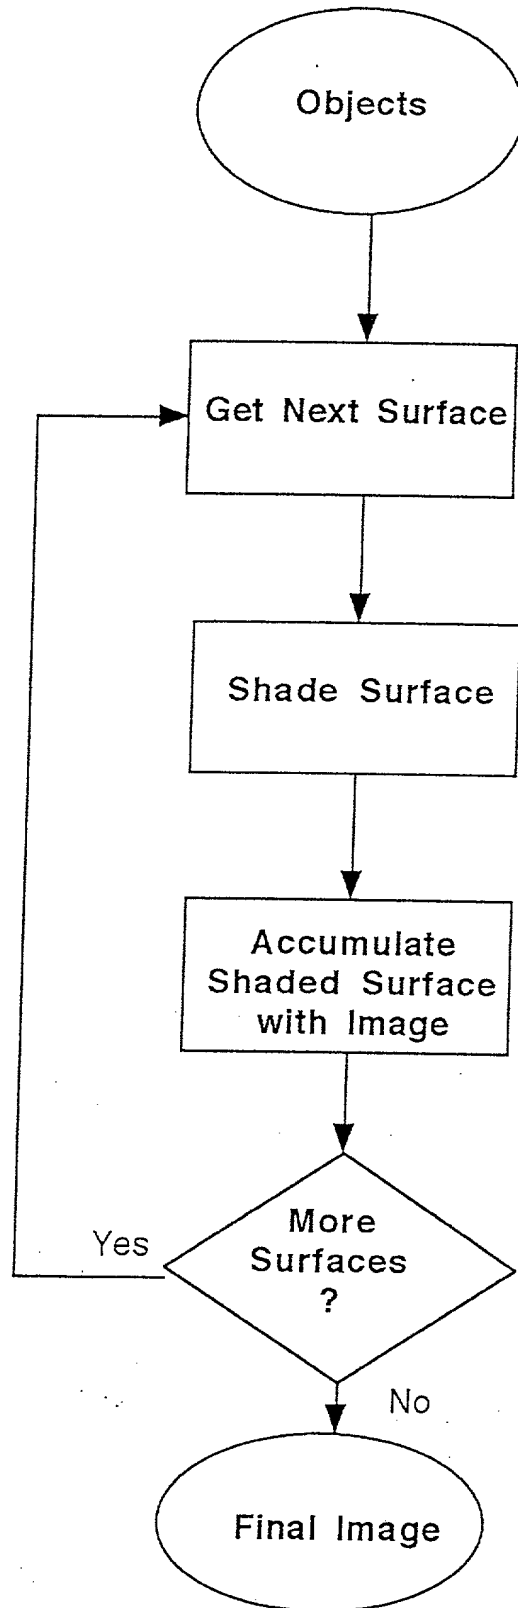 Objects
Get Next Surface
Shade Surface
Accumulate
Shaded Surface
with Image
More
Surfaces
?
Yes
No
Final Image